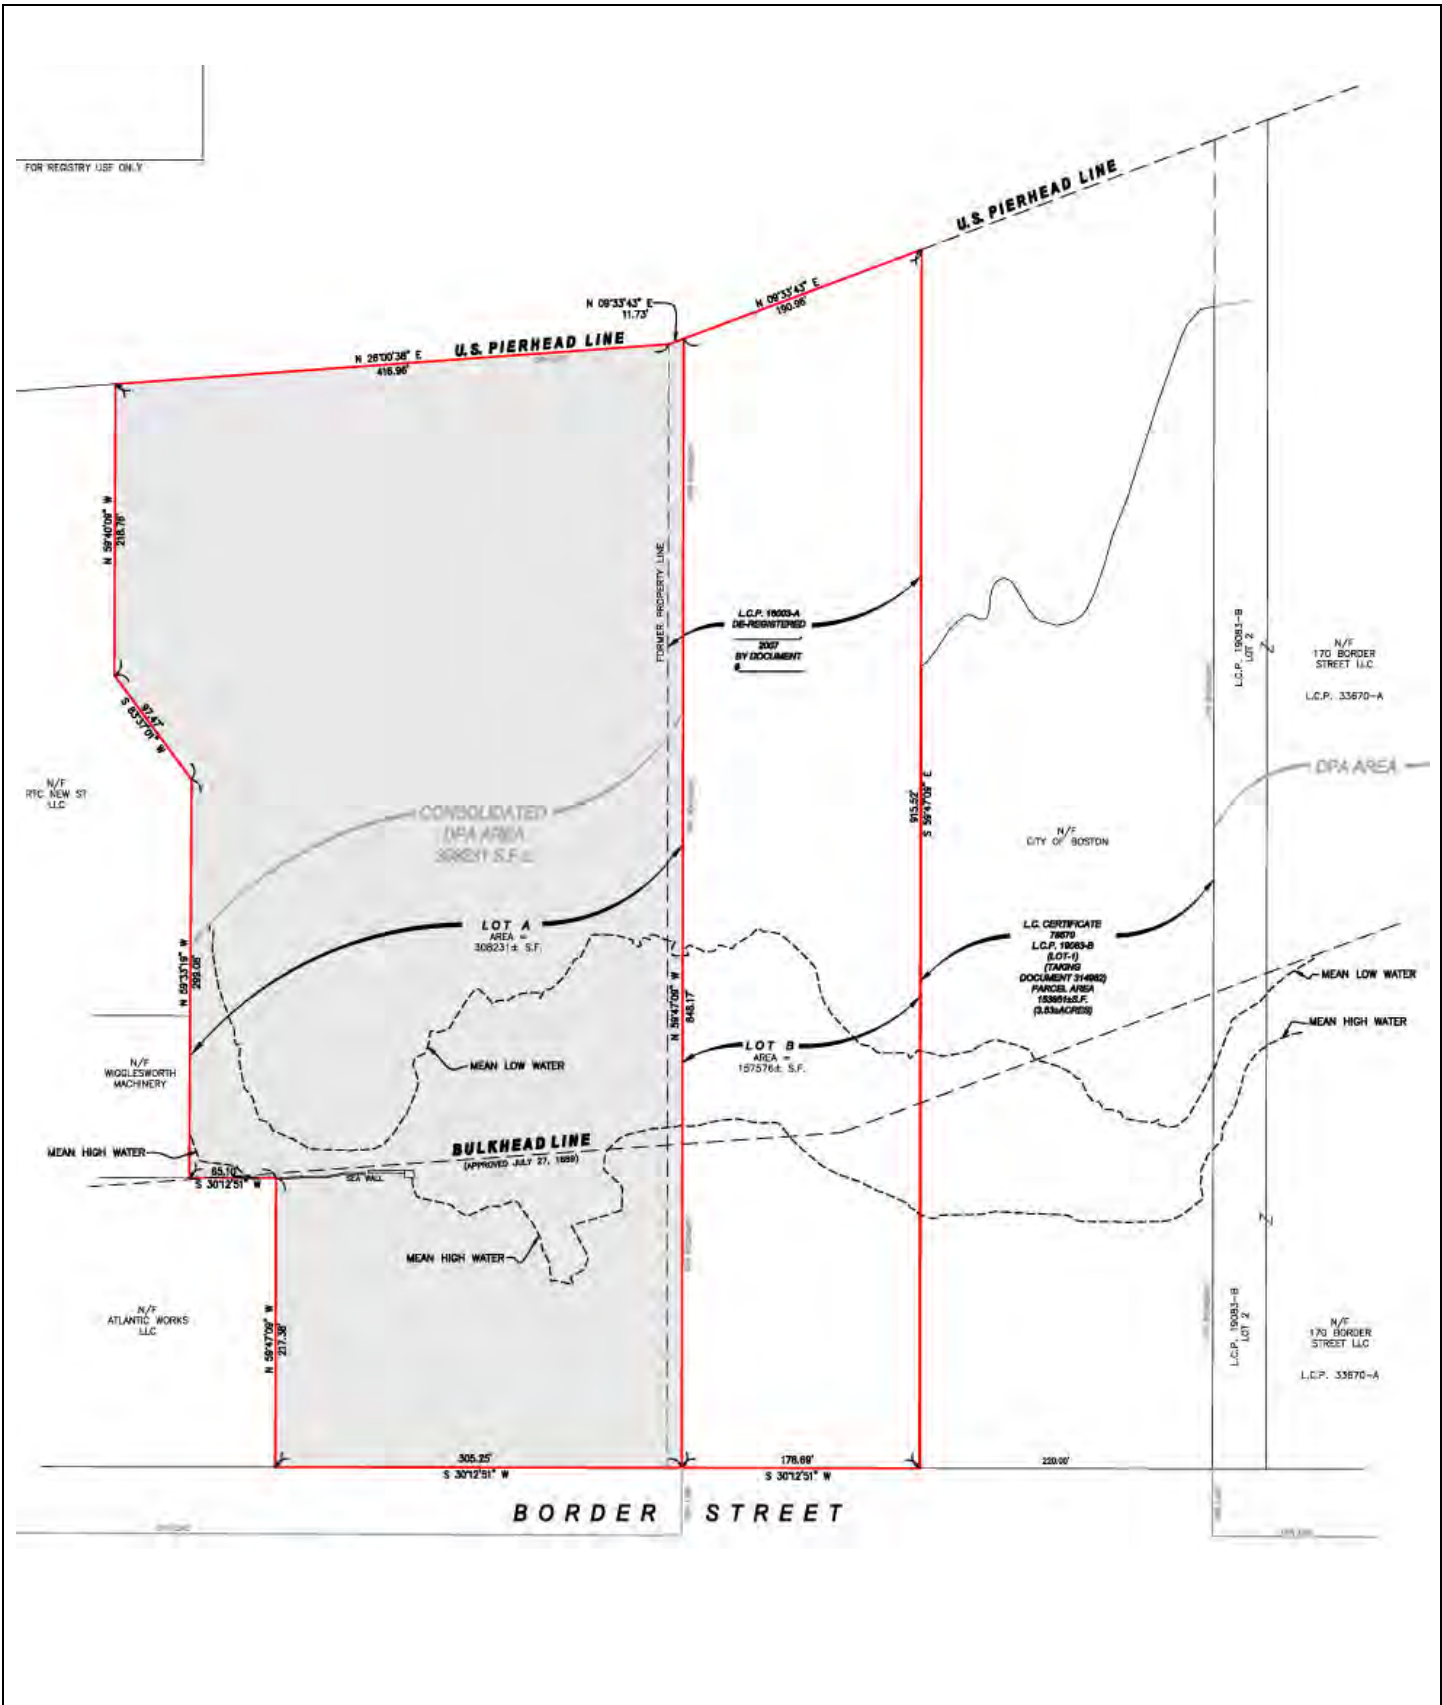 FOR REGISTRY USE ONLY
U.S. PIERHEAD LINE
N 09°33'43" E
11.73'
N 09°33'43" E
190.96'
U.S. PIERHEAD LINE
N 26°00'38" E
416.96'
N 59°40'09" W
218.76'
FORMER PROPERTY LINE
L.C.P. 16003-A
DE-REGISTERED
2007
BY DOCUMENT
#
L.C.P. 19083-B
LOT 2
N/F
170 BORDER
STREET LLC
L.C.P. 33670-A
97.47'
S 83°37'01" W
N/F
RTC NEW ST
LLC
DPA AREA
CONSOLIDATED
DPA AREA
308231 S.F.±
915.52'
S 59°47'09" E
N/F
CITY OF BOSTON
LOT A
AREA =
308231± S.F.
L.C. CERTIFICATE
L.C.P. 19083-B
(LOT-1)
(TAKING
DOCUMENT 314982)
PARCEL AREA
153951±S.F.
(3.53±ACRES)
N 59°33'19" W
299.08'
N 59°47'09" W
848.17'
MEAN LOW WATER
MEAN HIGH WATER
LOT B
AREA =
157576± S.F.
MEAN LOW WATER
N/F
WIGGLESWORTH
MACHINERY
BULKHEAD LINE
(APPROVED JULY 27, 1889)
MEAN HIGH WATER
65.10'
S 30°12'51" W
SEA WALL
MEAN HIGH WATER
N/F
ATLANTIC WORKS
LLC
N 59°47'09" W
217.38'
L.C.P. 19083-B
LOT 2
N/F
170 BORDER
STREET LLC
L.C.P. 33670-A
305.25'
S 30°12'51" W
178.69'
S 30°12'51" W
220.00'
BORDER STREET